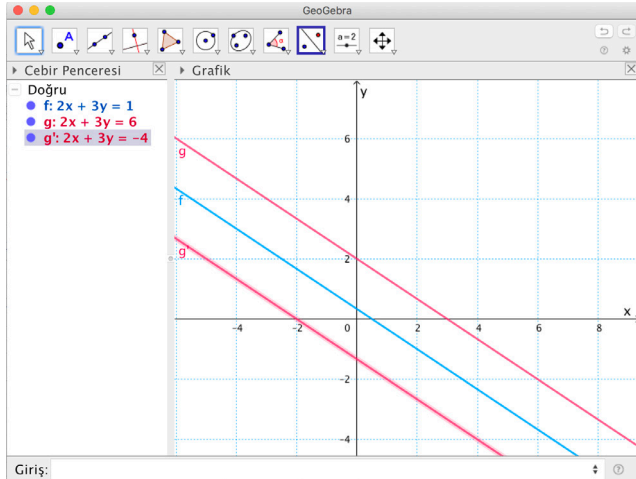 GeoGebra
A
α
a=2
Cebir Penceresi
Grafik
Doğru
f: 2x + 3y = 1
g: 2x + 3y = 6
g': 2x + 3y = –4
y
6
g
4
f
g'
2
x
–4
–2
0
2
4
6
8
–2
–4
Giriş: